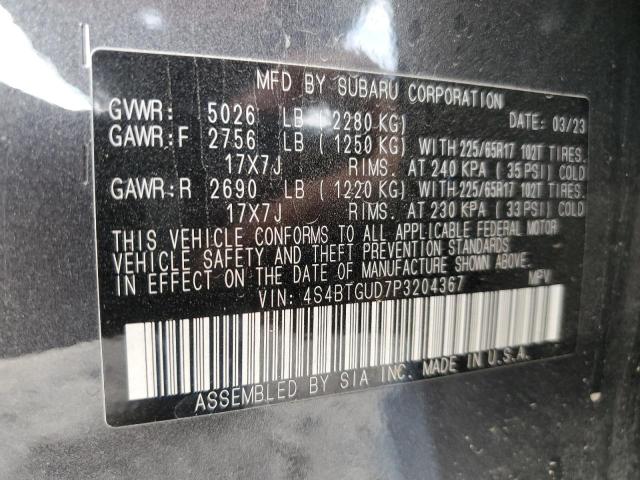 MFD BY SUBARU CORPORATION
GVWR: 5026 LB (2280 KG) DATE: 03/23
GAWR:F 2756 LB (1250 KG) WITH 225/65R17 102T TIRES.
17X7J RIMS. AT 240 KPA (35 PSI) COLD
GAWR:R 2690 LB (1220 KG) WITH 225/65R17 102T TIRES.
17X7J RIMS. AT 230 KPA (33 PSI) COLD
THIS VEHICLE CONFORMS TO ALL APPLICABLE FEDERAL MOTOR
VEHICLE SAFETY AND THEFT PREVENTION STANDARDS
IN EFFECT ON THE DATE OF MANUFACTURE SHOWN ABOVE.
VIN: 4S4BTGUD7P3204367 MPV
ASSEMBLED BY SIA INC. MADE IN U.S.A.